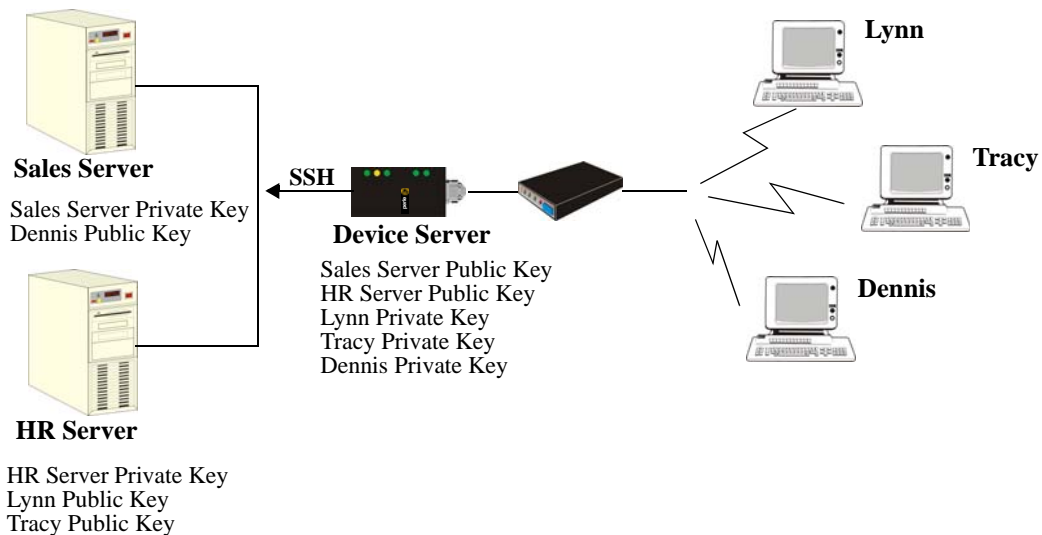 Lynn
Tracy
Dennis
Sales Server
Sales Server Private Key
Dennis Public Key
SSH
perle
Device Server
Sales Server Public Key
HR Server Public Key
Lynn Private Key
Tracy Private Key
Dennis Private Key
HR Server
HR Server Private Key
Lynn Public Key
Tracy Public Key